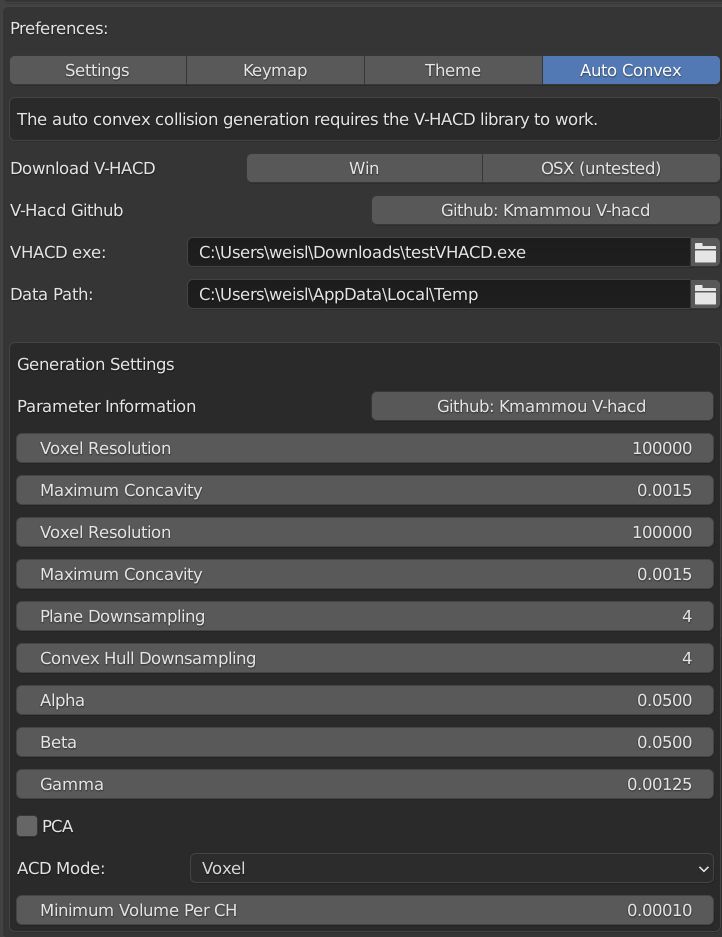 Preferences:
Settings Keymap Theme Auto Convex
The auto convex collision generation requires the V-HACD library to work.
Download V-HACD Win OSX (untested)
V-Hacd Github Github: Kmammou V-hacd
VHACD exe: C:\Users\weisl\Downloads\testVHACD.exe
Data Path: C:\Users\weisl\AppData\Local\Temp
Generation Settings
Parameter Information Github: Kmammou V-hacd
Voxel Resolution 100000
Maximum Concavity 0.0015
Voxel Resolution 100000
Maximum Concavity 0.0015
Plane Downsampling 4
Convex Hull Downsampling 4
Alpha 0.0500
Beta 0.0500
Gamma 0.00125
PCA
ACD Mode: Voxel
Minimum Volume Per CH 0.00010